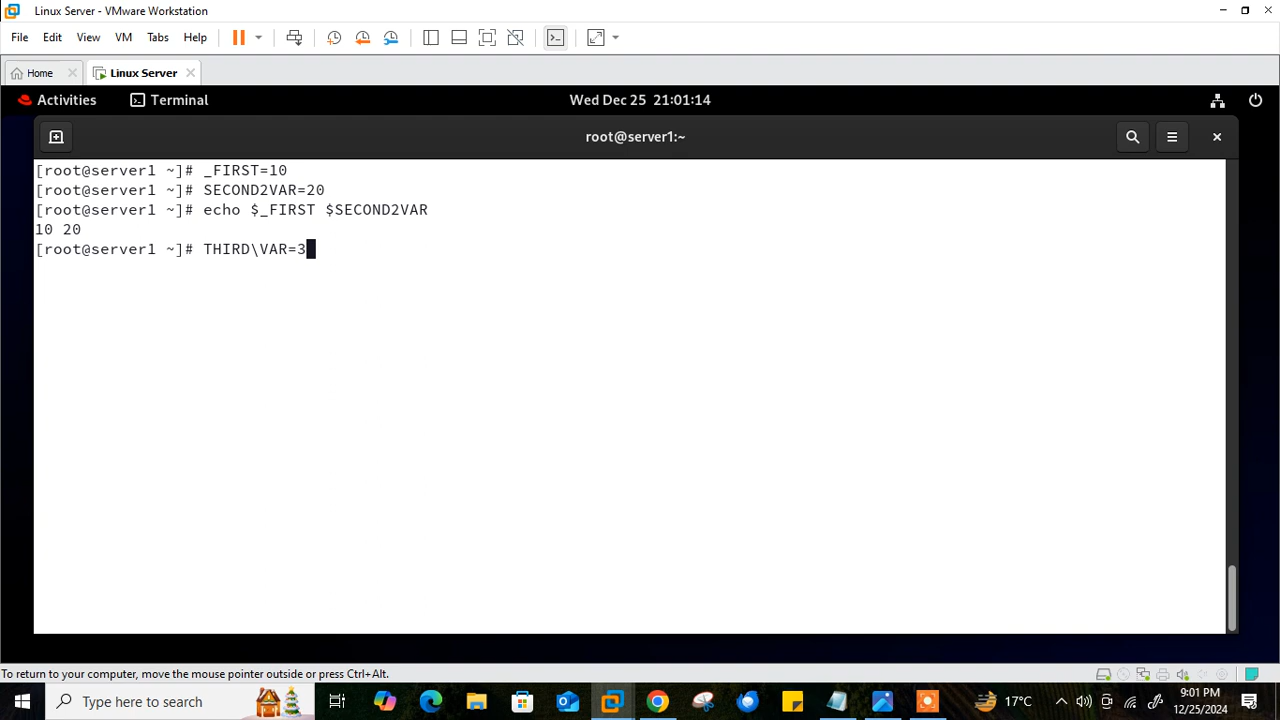 Linux Server - VMware Workstation
File Edit View VM Tabs Help
Home Linux Server
Activities Terminal Wed Dec 25 21:01:14
root@server1:~
[root@server1 ~]# _FIRST=10
[root@server1 ~]# SECOND2VAR=20
[root@server1 ~]# echo $_FIRST $SECOND2VAR
10 20
[root@server1 ~]# THIRD\VAR=3
To return to your computer, move the mouse pointer outside or press Ctrl+Alt.
Type here to search 17°C 9:01 PM
12/25/2024